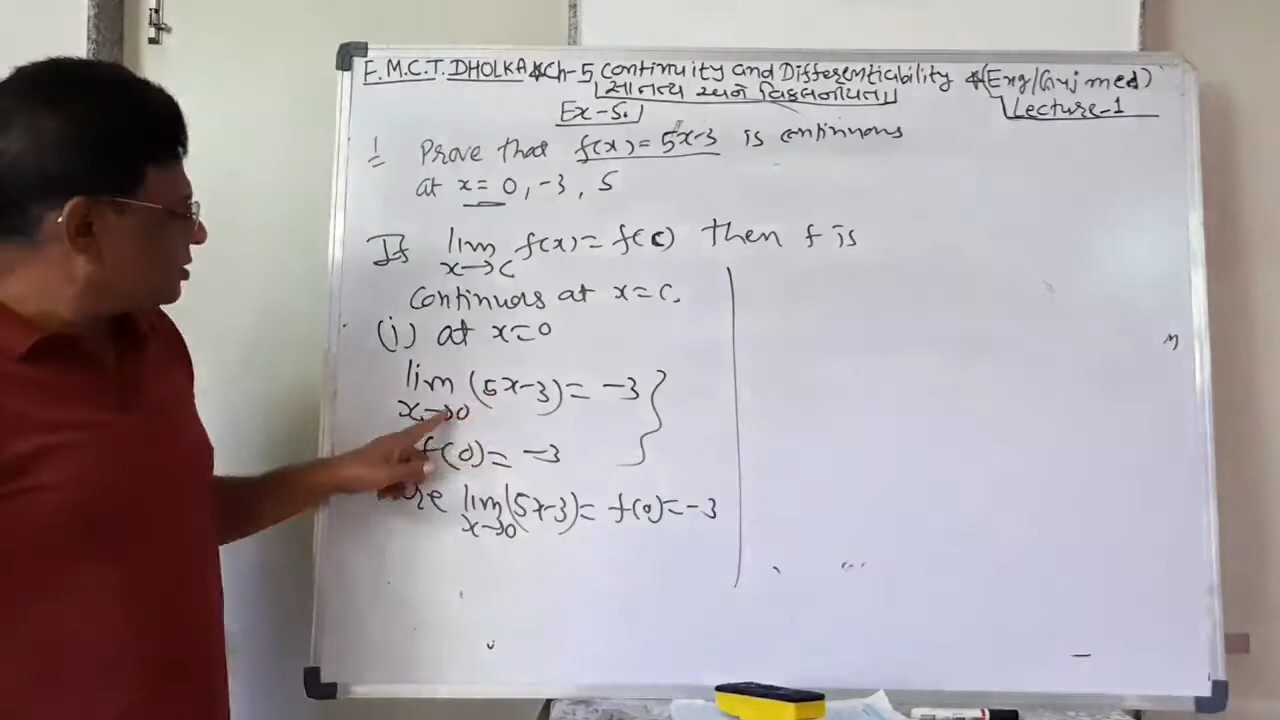 F.M.C.T. DHOLKA * Ch-5 Continuity and Differentiability * (Eng/Guj med)
સાતત્ય અને વિકલનીયતા Lecture-1
Ex-5.1
1 Prove that f(x) = 5x-3 is continuous
at x = 0, -3, 5
If lim x→c f(x) = f(c) then f is
continuous at x=c.
(i) at x=0
lim x→0 (5x-3) = -3 }
f(0) = -3
lim x→0 (5x-3) = f(0) = -3